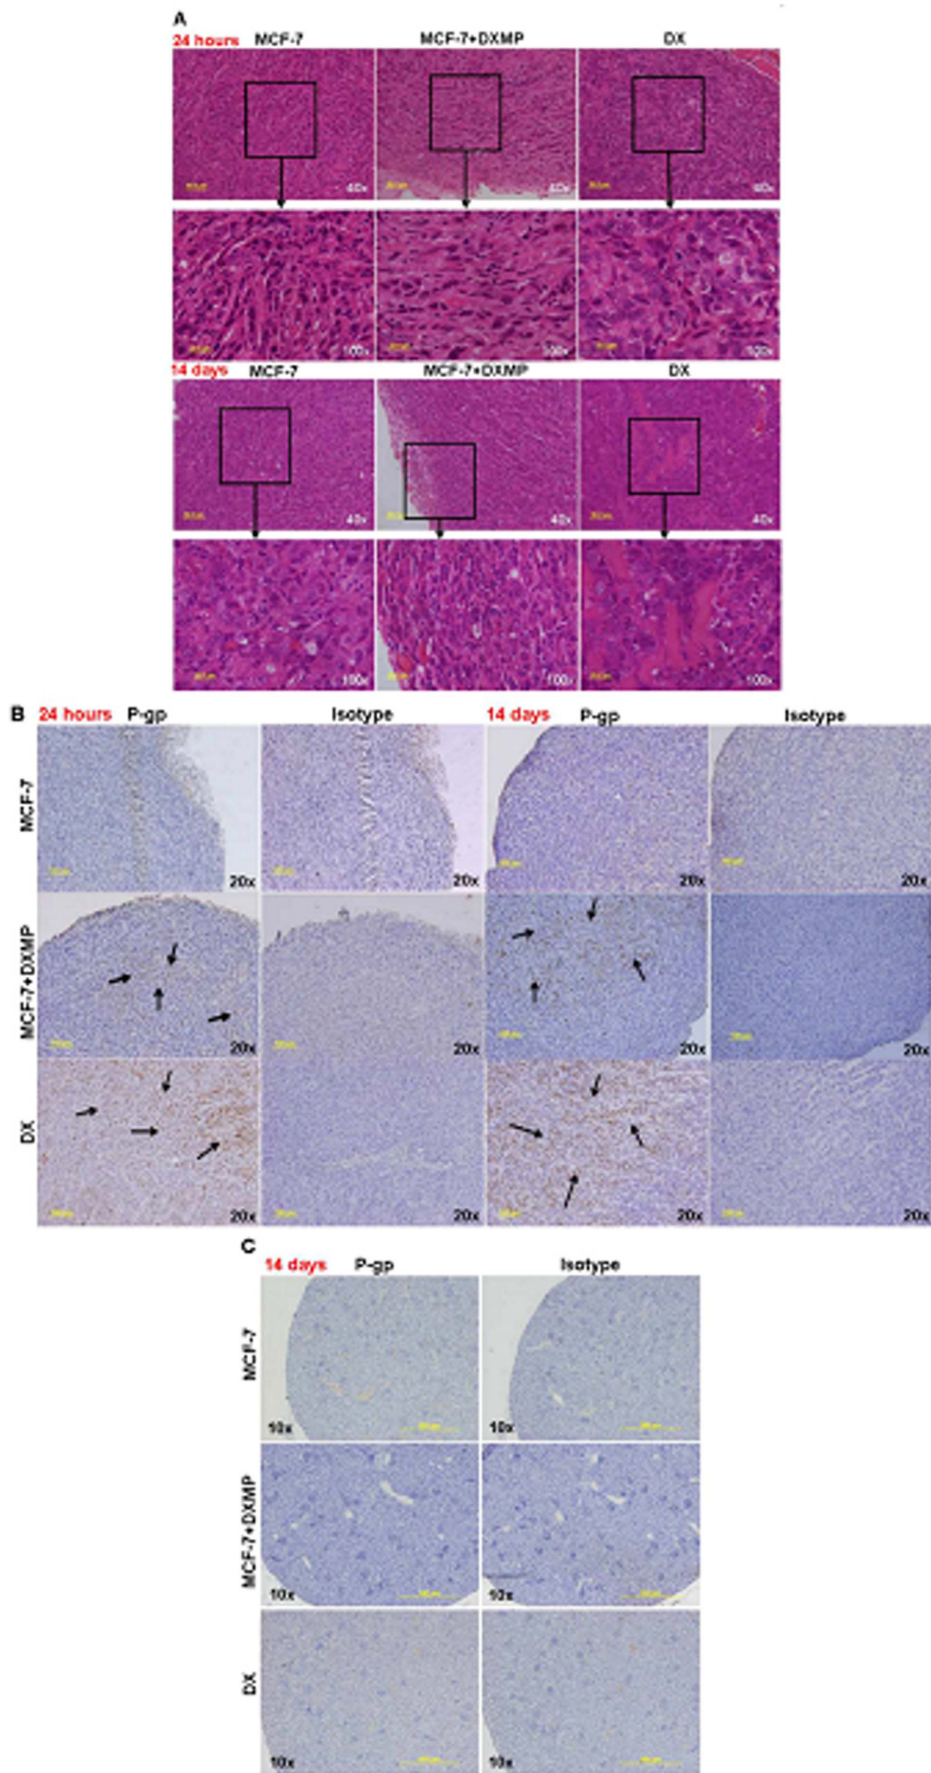 A
24 hours MCF-7 MCF-7+DXMP DX
40x 40x 40x
100x 100x 100x
14 days MCF-7 MCF-7+DXMP DX
40x 40x 40x
100x 100x 100x
B 24 hours P-gp Isotype 14 days P-gp Isotype
MCF-7
20x 20x 20x 20x
MCF-7+DXMP
20x 20x 20x 20x
DX
20x 20x 20x 20x
C
14 days P-gp Isotype
MCF-7
10x 10x
MCF-7+DXMP
10x 10x
DX
10x 10x